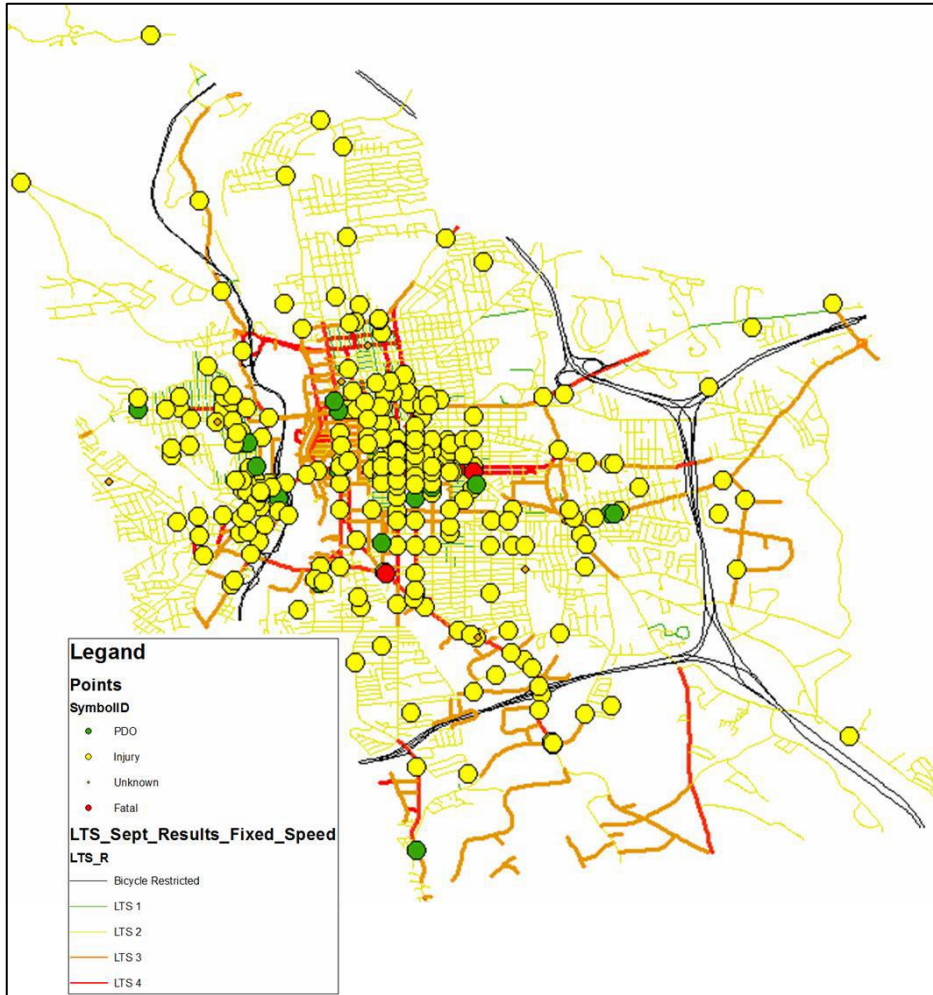 Legand
Points
SymbolID
PDO
Injury
Unknown
Fatal
LTS_Sept_Results_Fixed_Speed
LTS_R
Bicycle Restricted
LTS 1
LTS 2
LTS 3
LTS 4